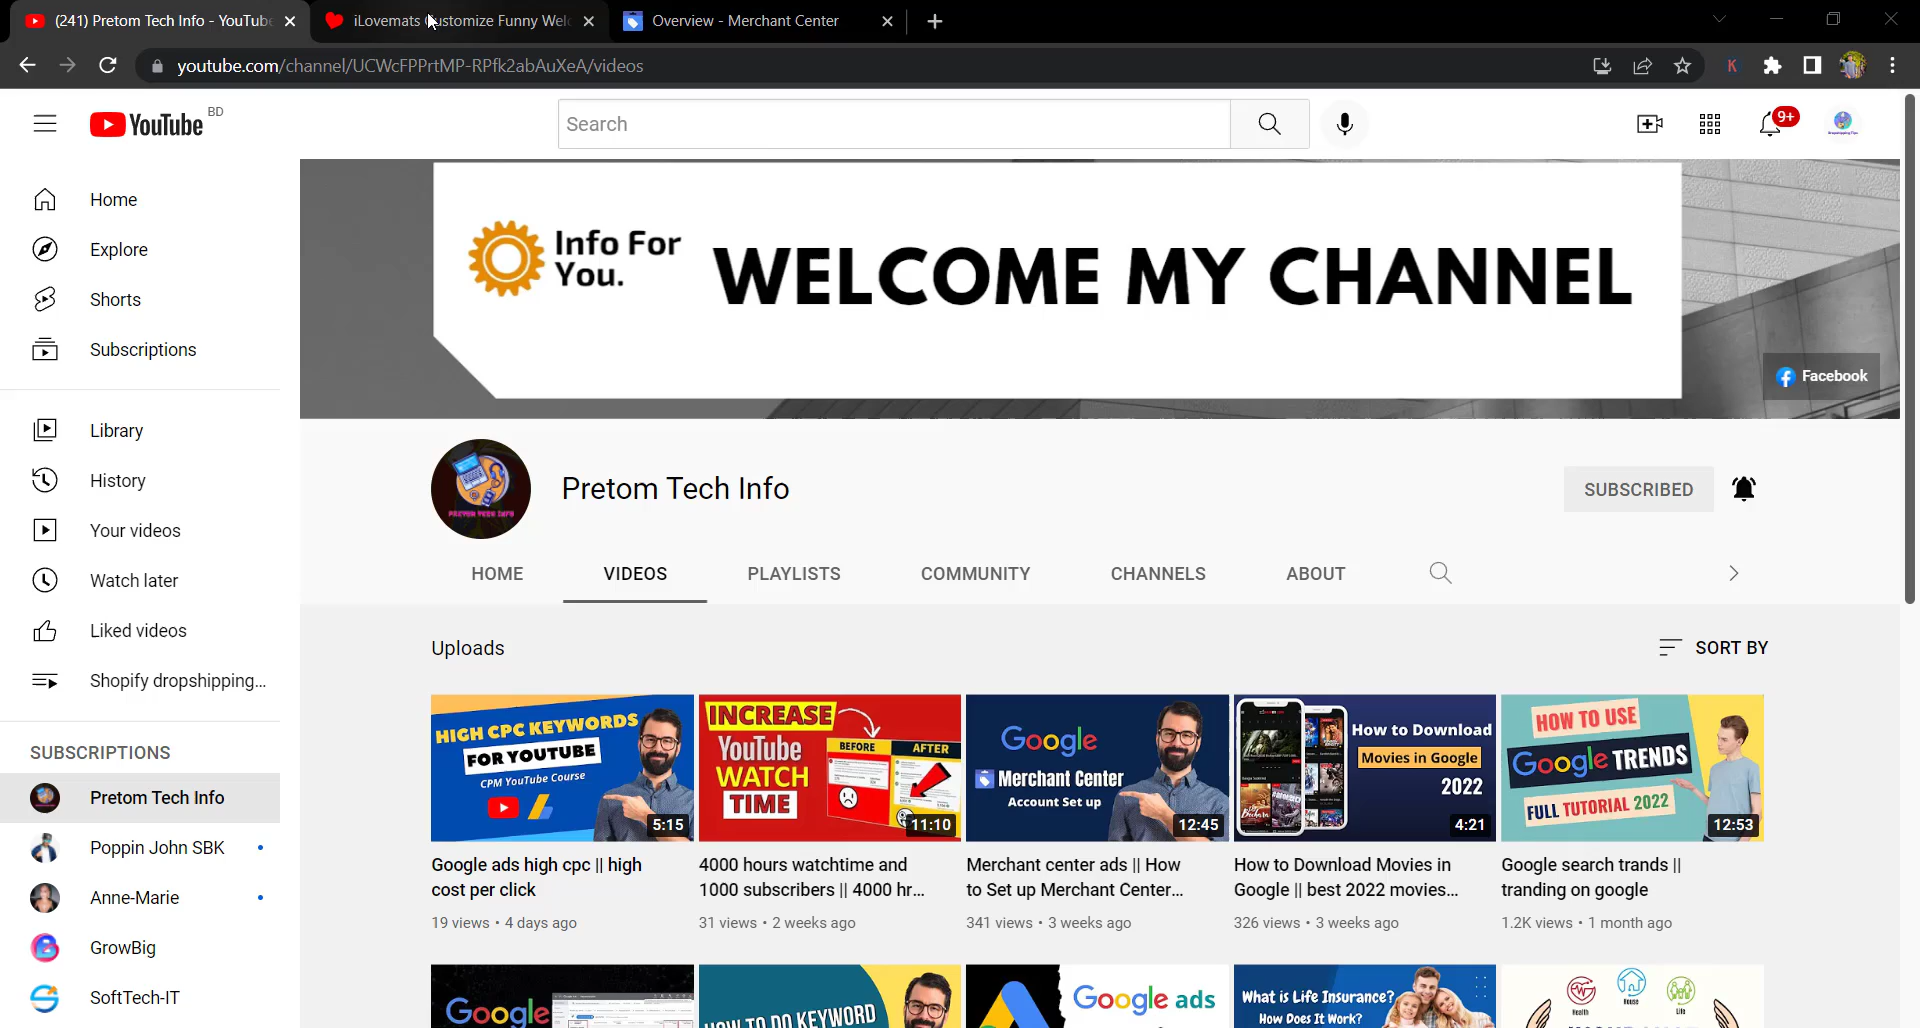 (241) Pretom Tech Info - YouTube
iLovemats Customize Funny Welc
Overview - Merchant Center
youtube.com/channel/UCWcFPPrtMP-RPfk2abAuXeA/videos
K
YouTube BD
Search
9+
Home
Explore
Shorts
Subscriptions
Library
History
Your videos
Watch later
Liked videos
Shopify dropshipping...
SUBSCRIPTIONS
Pretom Tech Info
Poppin John SBK
Anne-Marie
GrowBig
SoftTech-IT
Info For
You.
WELCOME MY CHANNEL
Facebook
PRETOM TECH INFO
Pretom Tech Info
SUBSCRIBED
HOME
VIDEOS
PLAYLISTS
COMMUNITY
CHANNELS
ABOUT
Uploads
SORT BY
HIGH CPC KEYWORDS
FOR YOUTUBE
CPM YouTube Course
5:15
INCREASE
YouTube
WATCH
TIME
BEFORE
AFTER
11:10
Google
Merchant Center
Account Set up
12:45
How to Download
Movies in Google
2022
4:21
HOW TO USE
Google TRENDS
FULL TUTORIAL 2022
12:53
Google ads high cpc || high
cost per click
19 views • 4 days ago
4000 hours watchtime and
1000 subscribers || 4000 hr...
31 views • 2 weeks ago
Merchant center ads || How
to Set up Merchant Center...
341 views • 3 weeks ago
How to Download Movies in
Google || best 2022 movies...
326 views • 3 weeks ago
Google search trands ||
tranding on google
1.2K views • 1 month ago
Google
HOW TO DO KEYWORD
Google ads
What is Life Insurance?
How Does It Work?
Health
House
Life